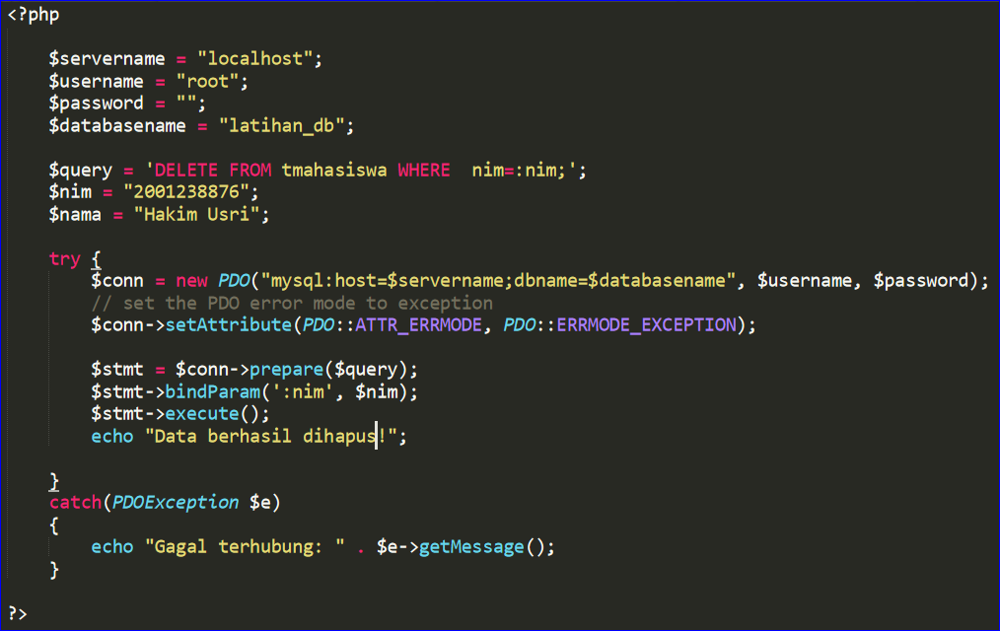 <?php
$servername = "localhost";
$username = "root";
$password = "";
$databasename = "latihan_db";
$query = 'DELETE FROM tmahasiswa WHERE  nim=:nim;';
$nim = "2001238876";
$nama = "Hakim Usri";
try {
$conn = new PDO("mysql:host=$servername;dbname=$databasename", $username, $password);
// set the PDO error mode to exception
$conn->setAttribute(PDO::ATTR_ERRMODE, PDO::ERRMODE_EXCEPTION);
$stmt = $conn->prepare($query);
$stmt->bindParam(':nim', $nim);
$stmt->execute();
echo "Data berhasil dihapus!";
}
catch(PDOException $e)
{
echo "Gagal terhubung: " . $e->getMessage();
}
?>